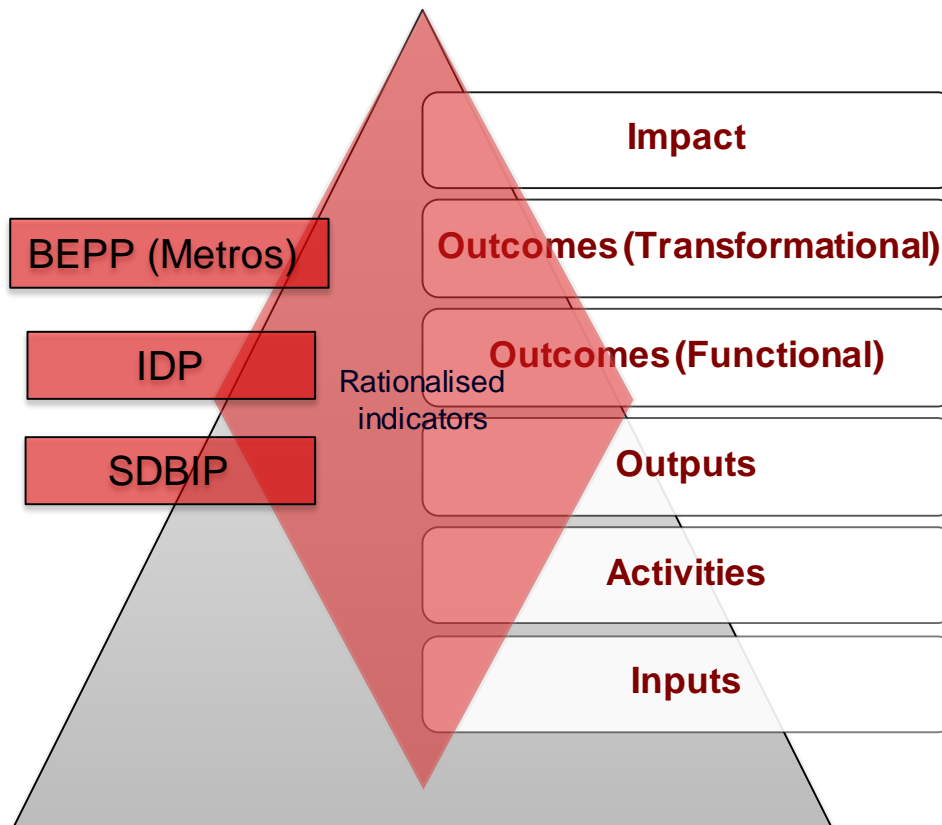 Impact
BEPP (Metros)
Outcomes (Transformational)
IDP
Outcomes (Functional)
Rationalised
indicators
SDBIP
Outputs
Activities
Inputs